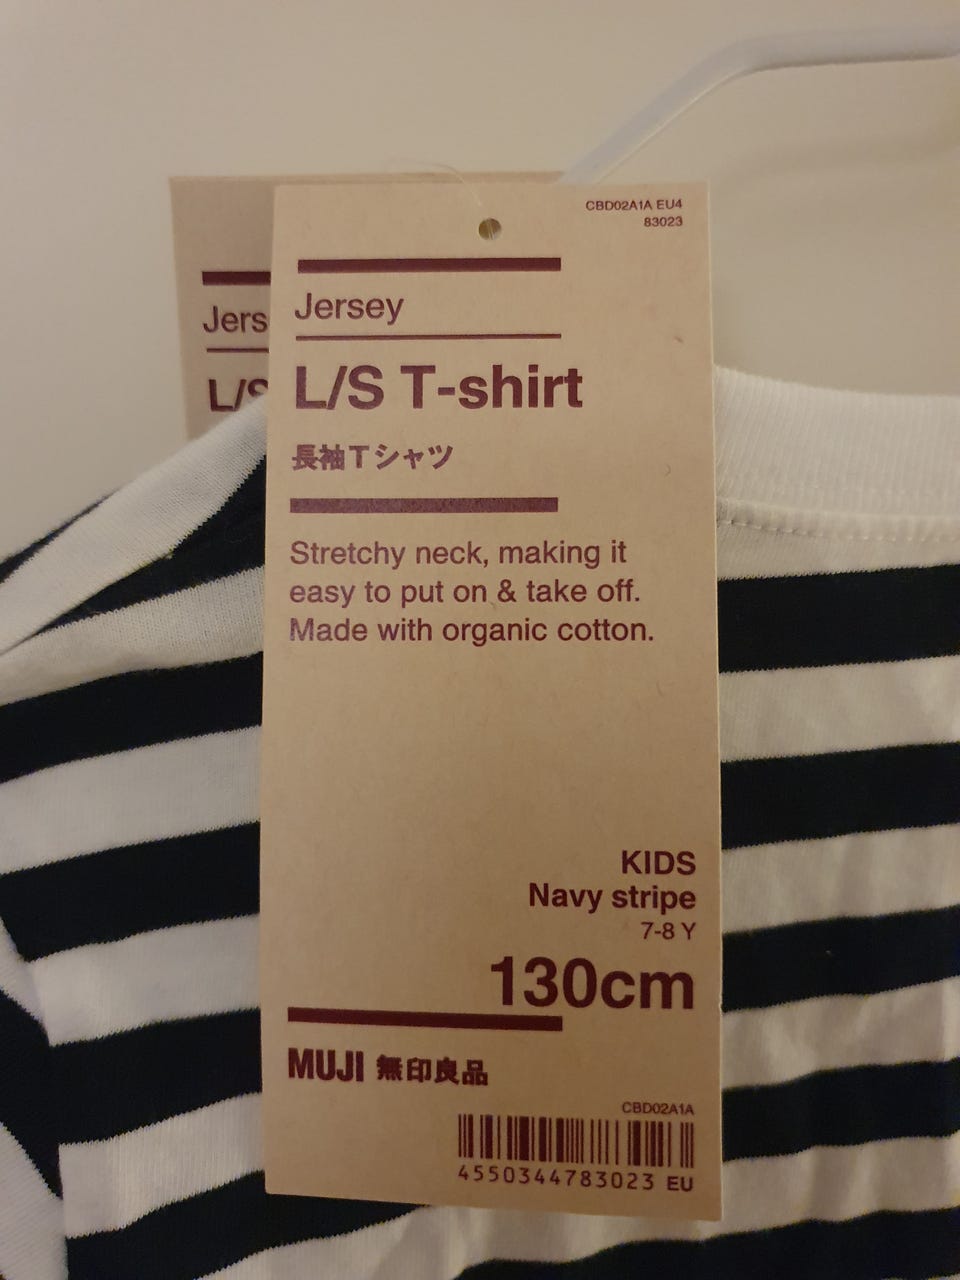 CBD02A1A EU4
83023
Jersey
L/S T-shirt
長袖Tシャツ
Stretchy neck, making it
easy to put on & take off.
Made with organic cotton.
KIDS
Navy stripe
7-8 Y
130cm
MUJI 無印良品
CBD02A1A
4550344783023 EU
Jers
L/S